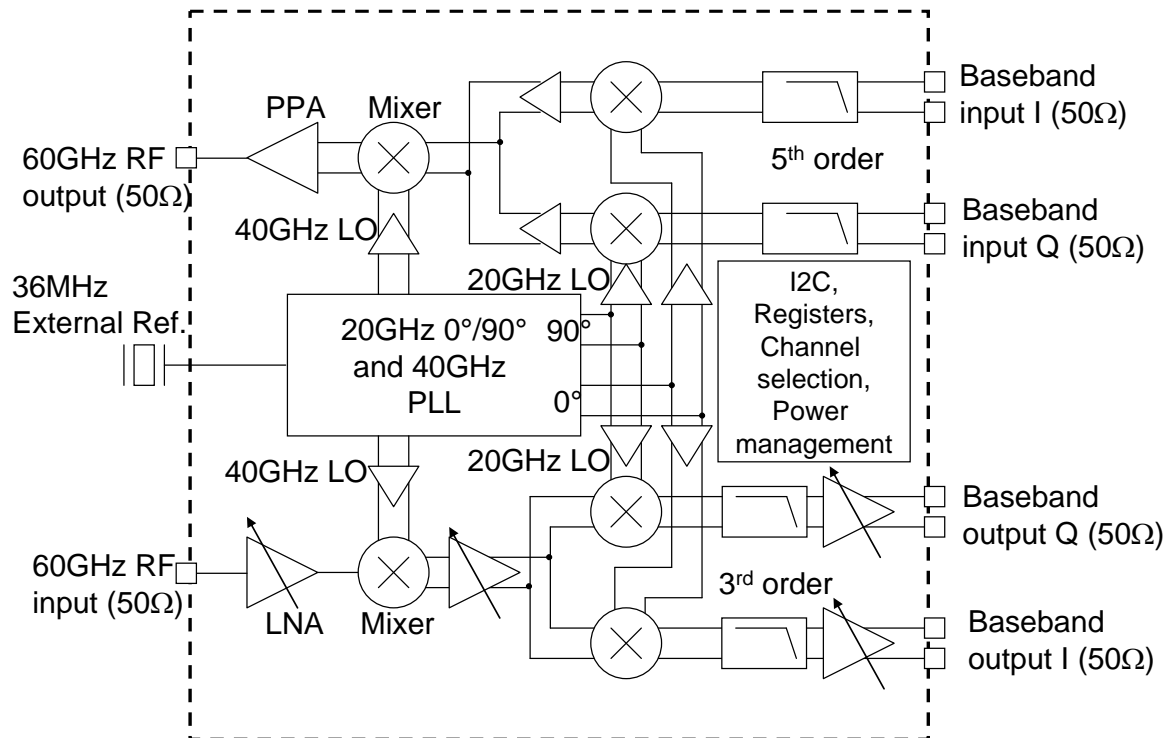 Baseband
input I (50Ω)
PPA
Mixer
60GHz RF
output (50Ω)
5th order
Baseband
input Q (50Ω)
40GHz LO
20GHz LO
36MHz
External Ref.
20GHz 0°/90°
and 40GHz
PLL
90°
0°
I2C,
Registers,
Channel
selection,
Power
management
40GHz LO
20GHz LO
Baseband
output Q (50Ω)
60GHz RF
input (50Ω)
LNA
Mixer
3rd order
Baseband
output I (50Ω)